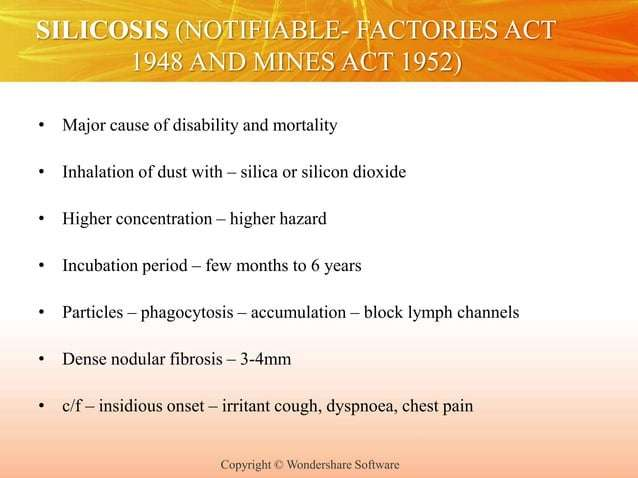 SILICOSIS (NOTIFIABLE- FACTORIES ACT
1948 AND MINES ACT 1952)
• Major cause of disability and mortality
• Inhalation of dust with – silica or silicon dioxide
• Higher concentration – higher hazard
• Incubation period – few months to 6 years
• Particles – phagocytosis – accumulation – block lymph channels
• Dense nodular fibrosis – 3-4mm
• c/f – insidious onset – irritant cough, dyspnoea, chest pain
Copyright © Wondershare Software